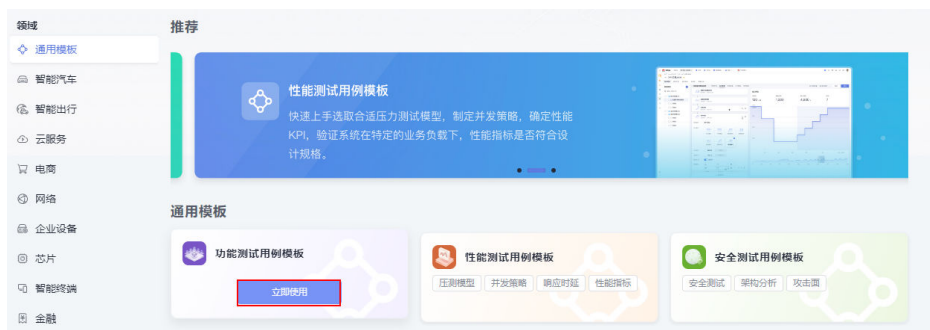 领域
通用模板
智能汽车
智能出行
云服务
电商
网络
企业设备
芯片
智能终端
金融
推荐
性能测试用例模板
快速上手选取合适压力测试模型，制定并发策略，确定性能
KPI，验证系统在特定的业务负载下，性能指标是否符合设
计规格。
通用模板
功能测试用例模板
立即使用
性能测试用例模板
压测模型 并发策略 响应时延 性能指标
安全测试用例模板
安全测试 架构分析 攻击面